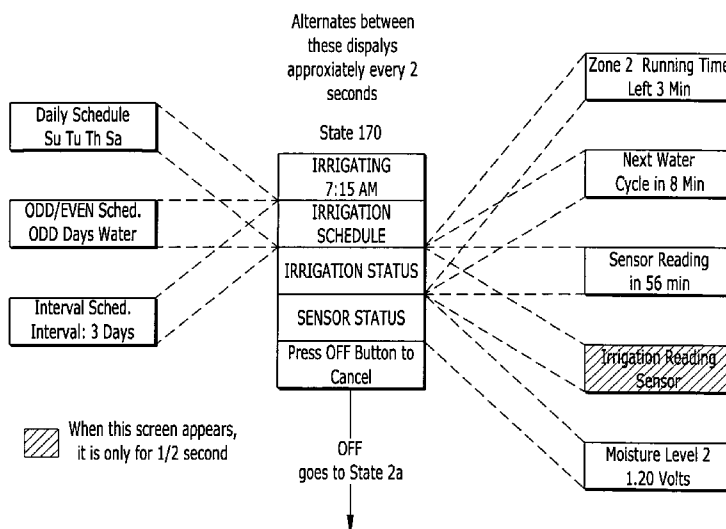 Alternates between
these dispalys
approxiately every 2
seconds
State 170
IRRIGATING
7:15 AM
IRRIGATION
SCHEDULE
IRRIGATION STATUS
SENSOR STATUS
Press OFF Button to
Cancel
OFF
goes to State 2a
Daily Schedule
Su Tu Th Sa
ODD/EVEN Sched.
ODD Days Water
Interval Sched.
Interval: 3 Days
When this screen appears,
it is only for 1/2 second
Zone 2 Running Time
Left 3 Min
Next Water
Cycle in 8 Min
Sensor Reading
in 56 min
Irrigation Reading
Sensor
Moisture Level 2
1.20 Volts